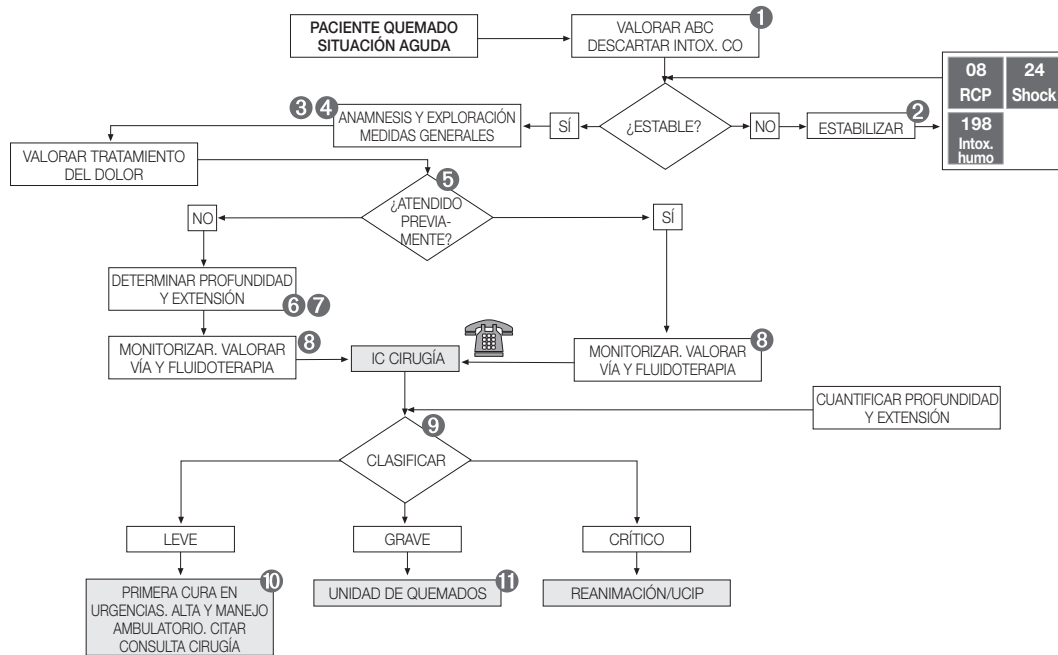 PACIENTE QUEMADO
SITUACIÓN AGUDA
1
VALORAR ABC
DESCARTAR INTOX. CO
08
RCP
24
Shock
198
Intox.
humo
3 4
ANAMNESIS Y EXPLORACIÓN
MEDIDAS GENERALES
SÍ
¿ESTABLE?
NO
2
ESTABILIZAR
VALORAR TRATAMIENTO
DEL DOLOR
5
¿ATENDIDO
PREVIA-
MENTE?
NO
SÍ
DETERMINAR PROFUNDIDAD
Y EXTENSIÓN
6 7
MONITORIZAR. VALORAR
VÍA Y FLUIDOTERAPIA
8
IC CIRUGÍA
MONITORIZAR. VALORAR
VÍA Y FLUIDOTERAPIA
8
CUANTIFICAR PROFUNDIDAD
Y EXTENSIÓN
9
CLASIFICAR
LEVE
GRAVE
CRÍTICO
10
PRIMERA CURA EN
URGENCIAS. ALTA Y MANEJO
AMBULATORIO. CITAR
CONSULTA CIRUGÍA
11
UNIDAD DE QUEMADOS
REANIMACIÓN/UCIP